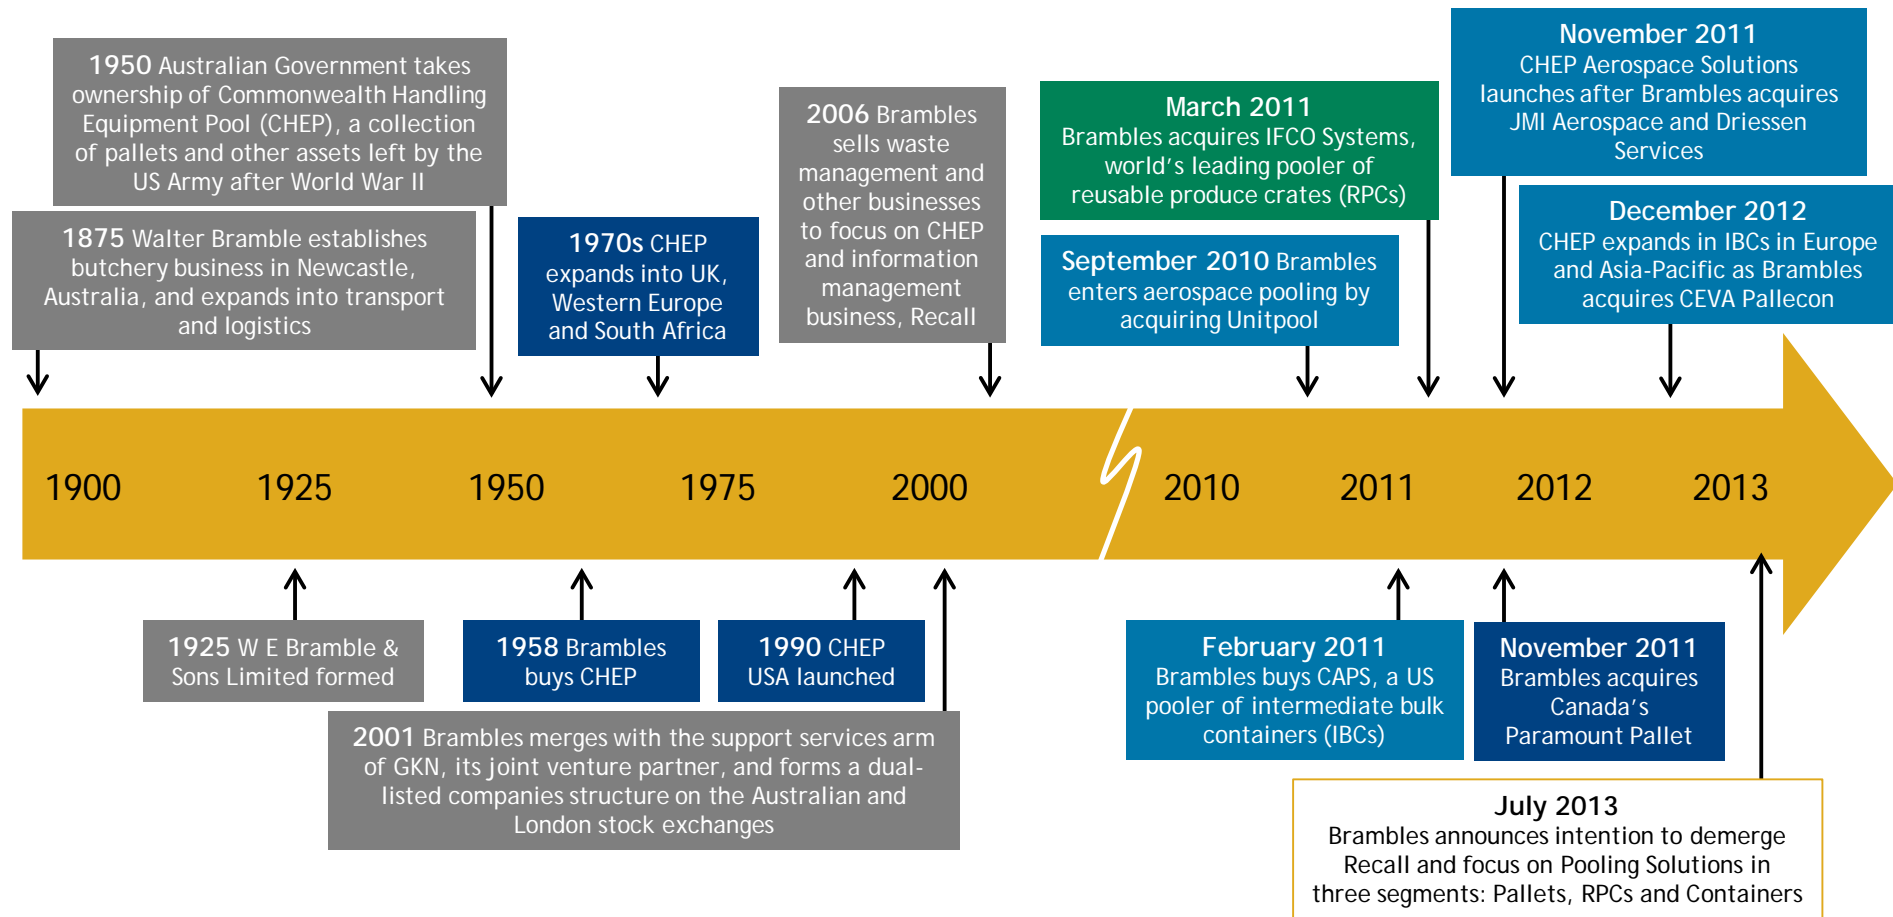 1950 Australian Government takes
ownership of Commonwealth Handling
Equipment Pool (CHEP), a collection
of pallets and other assets left by the
US Army after World War II
1875 Walter Bramble establishes
butchery business in Newcastle,
Australia, and expands into transport
and logistics
1970s CHEP
expands into UK,
Western Europe
and South Africa
2006 Brambles
sells waste
management and
other businesses
to focus on CHEP
and information
management
business, Recall
March 2011
Brambles acquires IFCO Systems,
world's leading pooler of
reusable produce crates (RPCs)
September 2010 Brambles
enters aerospace pooling by
acquiring Unitpool
November 2011
CHEP Aerospace Solutions
launches after Brambles acquires
JMI Aerospace and Driessen
Services
December 2012
CHEP expands in IBCs in Europe
and Asia-Pacific as Brambles
acquires CEVA Pallecon
1900 1925 1950 1975 2000 2010 2011 2012 2013
1925 W E Bramble &
Sons Limited formed
1958 Brambles
buys CHEP
1990 CHEP
USA launched
2001 Brambles merges with the support services arm
of GKN, its joint venture partner, and forms a dual-
listed companies structure on the Australian and
London stock exchanges
February 2011
Brambles buys CAPS, a US
pooler of intermediate bulk
containers (IBCs)
November 2011
Brambles acquires
Canada's
Paramount Pallet
July 2013
Brambles announces intention to demerge
Recall and focus on Pooling Solutions in
three segments: Pallets, RPCs and Containers